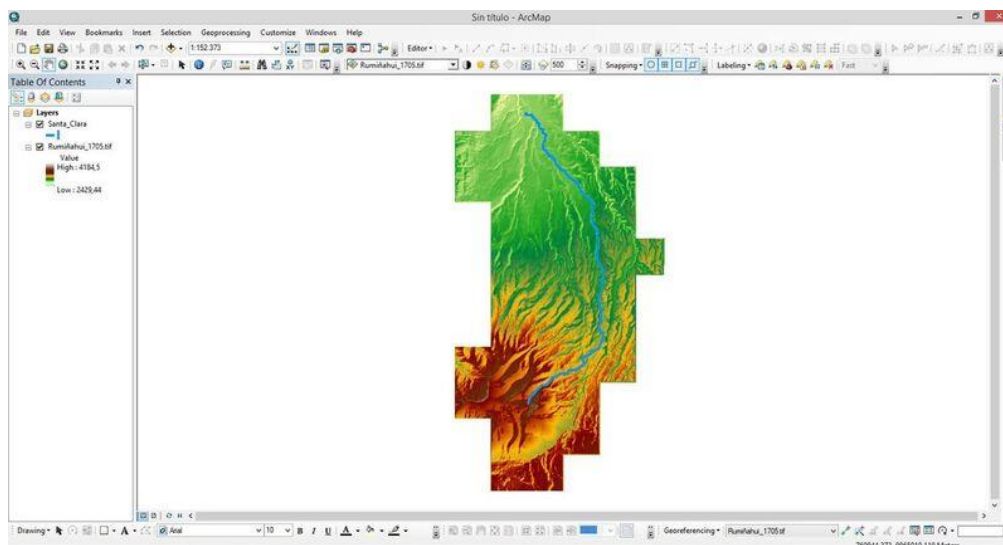 Sin título - ArcMap
File Edit View Bookmarks Insert Selection Geoprocessing Customize Windows Help
1:152.373 Editor
Rumiñahui_1705.tif 500 Snapping Labeling Fast
Table Of Contents
Layers
Santa_Clara
Rumiñahui_1705.tif
Value
High : 4184,5
Low : 2429,44
Drawing A Arial 10 B I U A Georeferencing Rumiñahui_1705.tif